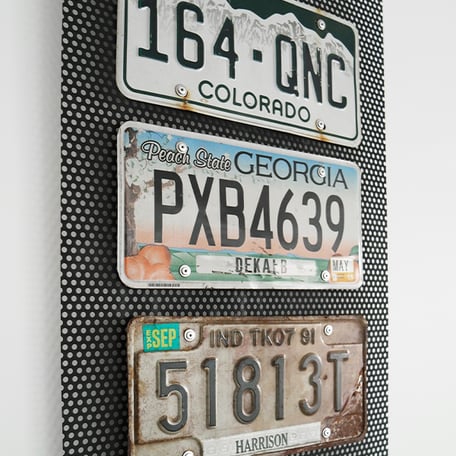 164·QNC
COLORADO
Peach State GEORGIA
PXB4639
DEKALB
MAY
EXP SEP
IND TK07 91
51813T
HARRISON